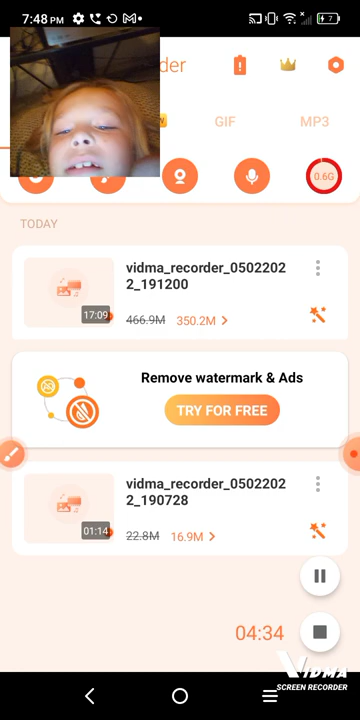 7:48 PM
7
der
GIF
MP3
0.6G
TODAY
vidma_recorder_0502202
2_191200
17:09
466.9M 350.2M
Remove watermark & Ads
TRY FOR FREE
vidma_recorder_0502202
2_190728
01:14
22.8M 16.9M
04:34
VIDMA
SCREEN RECORDER